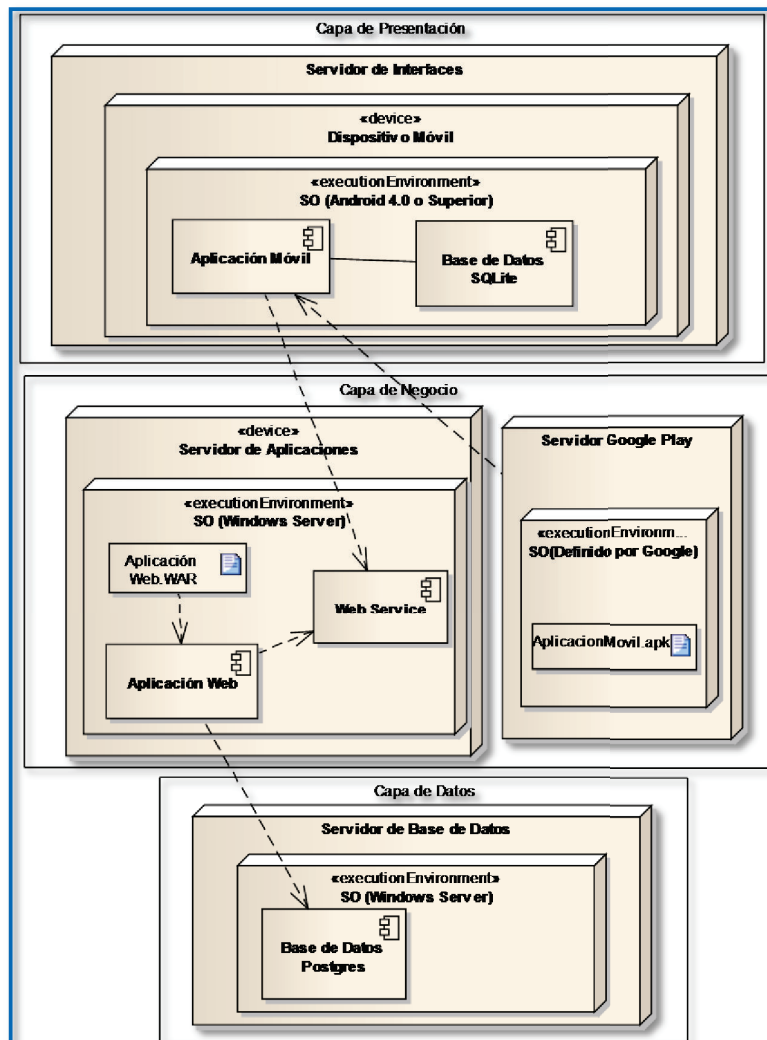 Capa de Presentación
Servidor de Interfaces
«device»
Dispositivo Móvil
«executionEnvironment»
SO (Android 4.0 o Superior)
Aplicación Móvil
Base de Datos
SQLite
Capa de Negocio
«device»
Servidor de Aplicaciones
«executionEnvironment»
SO (Windows Server)
Aplicación
Web.WAR
Web Service
Aplicación Web
Servidor Google Play
«executionEnvironm...
SO(Definido por Google)
AplicacionMovil.apk
Capa de Datos
Servidor de Base de Datos
«executionEnvironment»
SO (Windows Server)
Base de Datos
Postgres